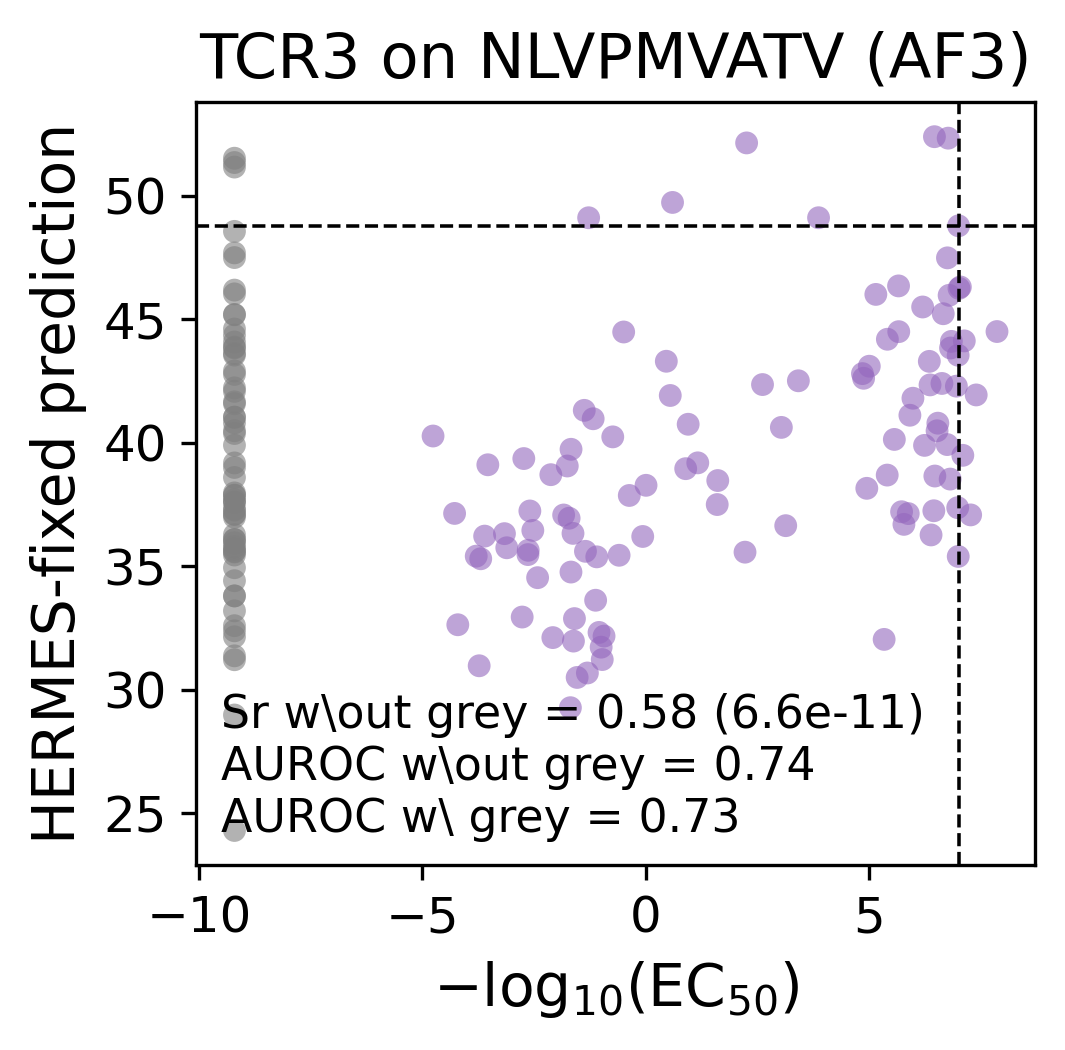 TCR3 on NLVPMVATV (AF3)
HERMES-fixed prediction
50
45
40
35
30
25
Sr w\out grey = 0.58 (6.6e-11)
AUROC w\out grey = 0.74
AUROC w\ grey = 0.73
−10 −5 0 5
−log₁₀(EC₅₀)